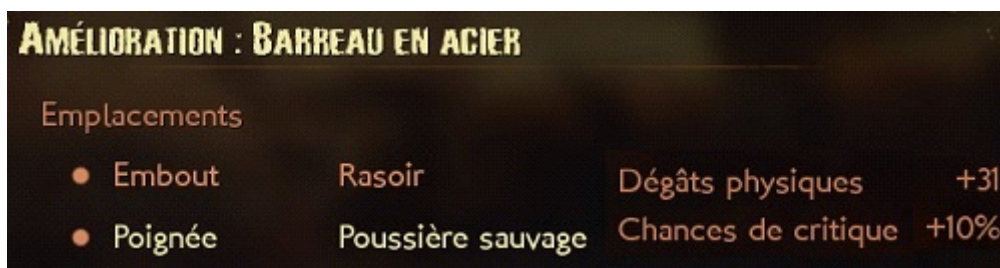 AMÉLIORATION : BARREAU EN ACIER
Emplacements
Embout Rasoir Dégâts physiques +31
Poignée Poussière sauvage Chances de critique +10%